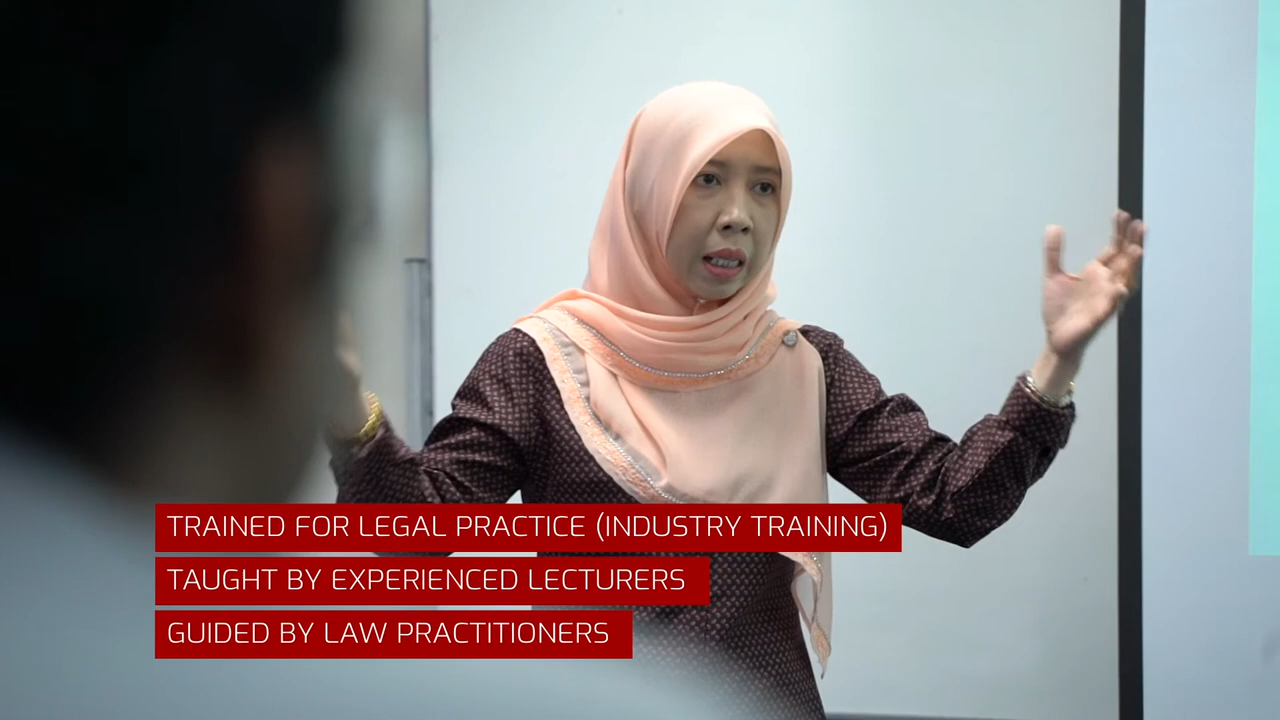 TRAINED FOR LEGAL PRACTICE (INDUSTRY TRAINING)
TAUGHT BY EXPERIENCED LECTURERS
GUIDED BY LAW PRACTITIONERS